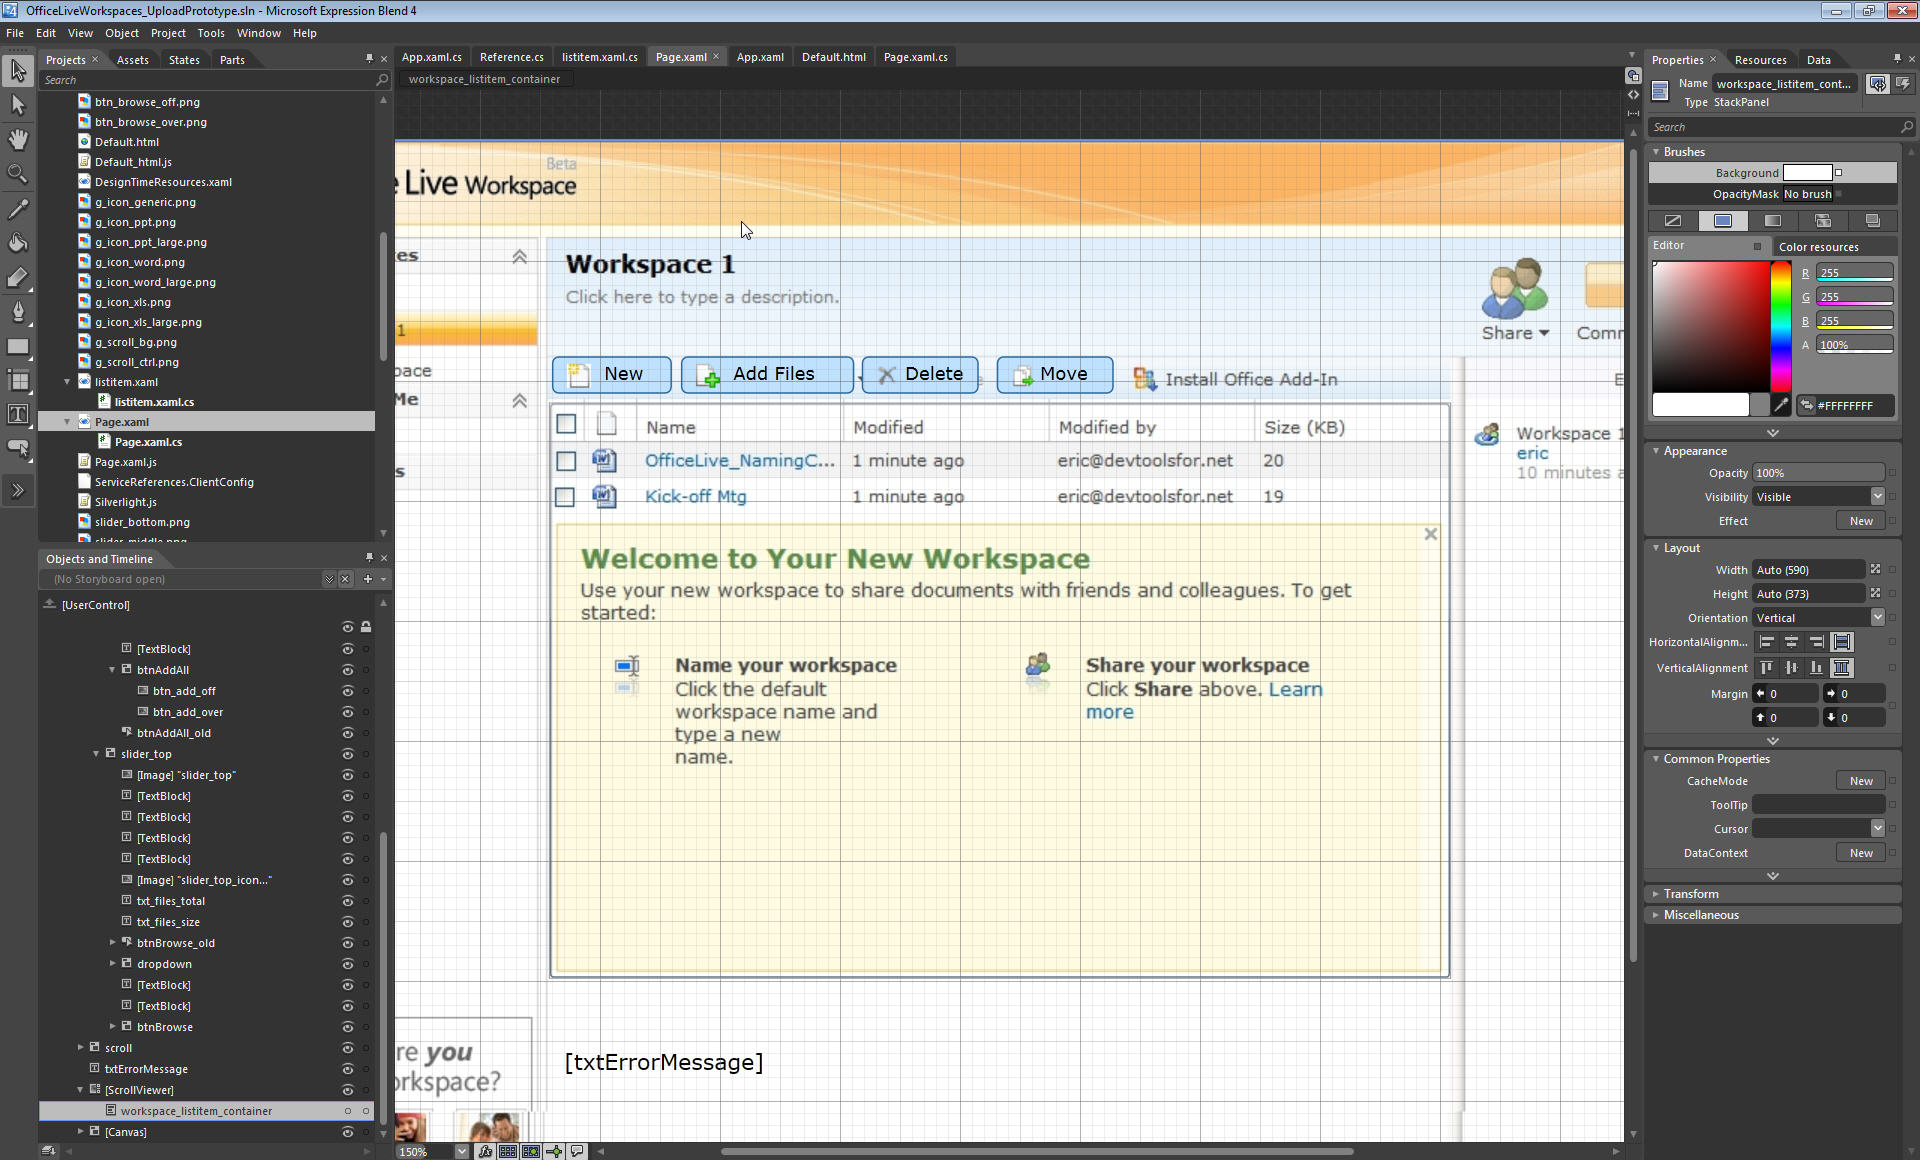 OfficeLiveWorkspaces_UploadPrototype.sln - Microsoft Expression Blend 4
File Edit View Object Project Tools Window Help
Projects × Assets States Parts
Search
btn_browse_off.png
btn_browse_over.png
Default.html
Default_html.js
DesignTimeResources.xaml
g_icon_generic.png
g_icon_ppt.png
g_icon_ppt_large.png
g_icon_word.png
g_icon_word_large.png
g_icon_xls.png
g_icon_xls_large.png
g_scroll_bg.png
g_scroll_ctrl.png
listitem.xaml
listitem.xaml.cs
Page.xaml
Page.xaml.cs
Page.xaml.js
ServiceReferences.ClientConfig
Silverlight.js
slider_bottom.png
slider_middle.png
Objects and Timeline
(No Storyboard open)
[UserControl]
[TextBlock]
btnAddAll
btn_add_off
btn_add_over
btnAddAll_old
slider_top
[Image] "slider_top"
[TextBlock]
[TextBlock]
[TextBlock]
[TextBlock]
[Image] "slider_top_icon..."
txt_files_total
txt_files_size
btnBrowse_old
dropdown
[TextBlock]
[TextBlock]
btnBrowse
scroll
txtErrorMessage
[ScrollViewer]
workspace_listitem_container
[Canvas]
App.xaml.cs Reference.cs listitem.xaml.cs Page.xaml × App.xaml Default.html Page.xaml.cs
workspace_listitem_container
Beta
e Live Workspace
es
1
pace
Me
s
Workspace 1
Click here to type a description.
Share
Comm
New Add Files Delete Move Install Office Add-In E
Name Modified Modified by Size (KB)
OfficeLive_NamingC... 1 minute ago eric@devtoolsfor.net 20
Kick-off Mtg 1 minute ago eric@devtoolsfor.net 19
Workspace 1
eric
10 minutes a
Welcome to Your New Workspace
Use your new workspace to share documents with friends and colleagues. To get
started:
Name your workspace
Click the default
workspace name and
type a new
name.
Share your workspace
Click Share above. Learn
more
re you
orkspace?
[txtErrorMessage]
150%
Properties × Resources Data
Name workspace_listitem_cont...
Type StackPanel
Search
Brushes
Background
OpacityMask No brush
Editor Color resources
R 255
G 255
B 255
A 100%
#FFFFFFFF
Appearance
Opacity 100%
Visibility Visible
Effect New
Layout
Width Auto (590)
Height Auto (373)
Orientation Vertical
HorizontalAlignm...
VerticalAlignment
Margin 0 0
0 0
Common Properties
CacheMode New
ToolTip
Cursor
DataContext New
Transform
Miscellaneous